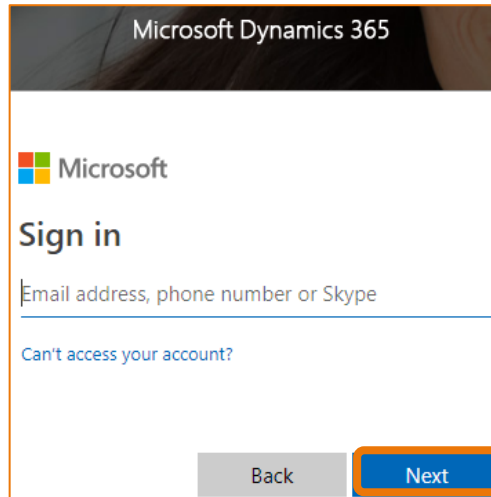 Microsoft Dynamics 365
Microsoft
Sign in
Email address, phone number or Skype
Can't access your account?
Back Next